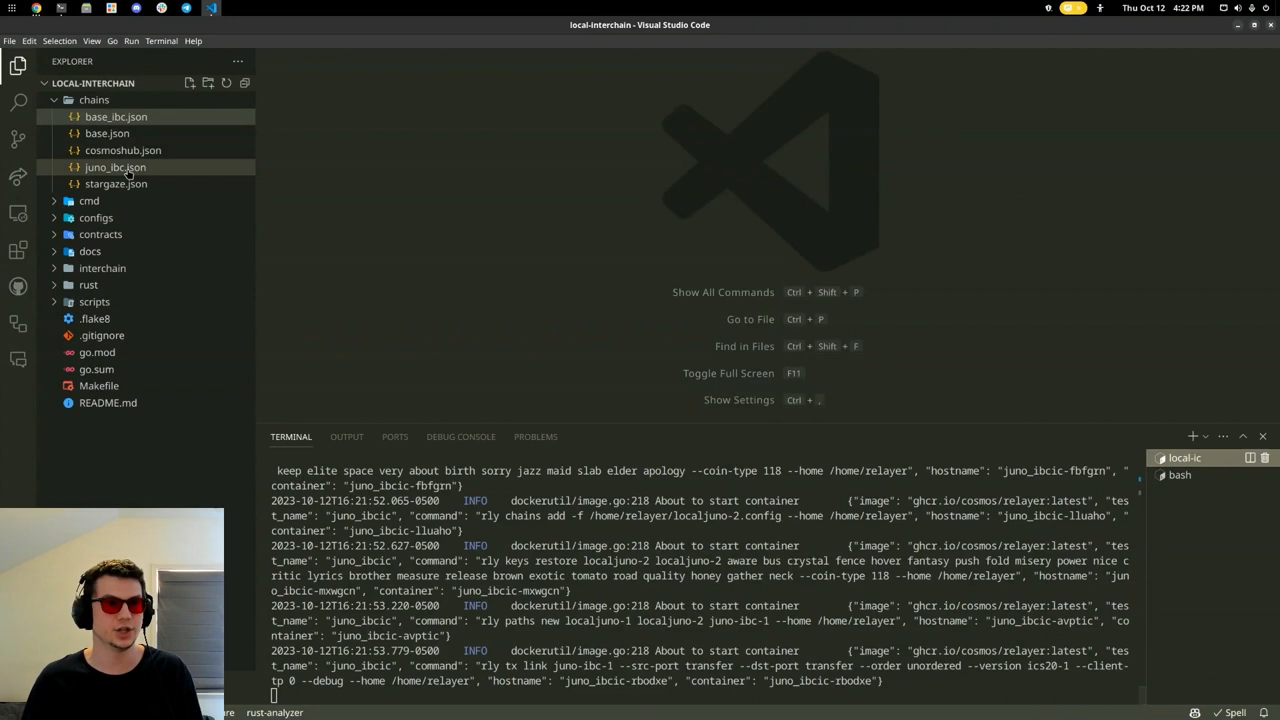 Thu Oct 12 4:22 PM
local-interchain - Visual Studio Code
File Edit Selection View Go Run Terminal Help
EXPLORER
LOCAL-INTERCHAIN
chains
base_ibc.json
base.json
cosmoshub.json
juno_ibc.json
stargaze.json
cmd
configs
contracts
docs
interchain
rust
scripts
.flake8
.gitignore
go.mod
go.sum
Makefile
README.md
Show All Commands Ctrl + Shift + P
Go to File Ctrl + P
Find in Files Ctrl + Shift + F
Toggle Full Screen F11
Show Settings Ctrl + ,
TERMINAL OUTPUT PORTS DEBUG CONSOLE PROBLEMS
local-ic
bash
keep elite space very about birth sorry jazz maid slab elder apology --coin-type 118 --home /home/relayer", "hostname": "juno_ibcic-fbfgrn", "
container": "juno_ibcic-fbfgrn"}
2023-10-12T16:21:52.065-0500 INFO dockerutil/image.go:218 About to start container {"image": "ghcr.io/cosmos/relayer:latest", "tes
t_name": "juno_ibcic", "command": "rly chains add -f /home/relayer/localjuno-2.config --home /home/relayer", "hostname": "juno_ibcic-lluaho", "
container": "juno_ibcic-lluaho"}
2023-10-12T16:21:52.627-0500 INFO dockerutil/image.go:218 About to start container {"image": "ghcr.io/cosmos/relayer:latest", "tes
t_name": "juno_ibcic", "command": "rly keys restore localjuno-2 localjuno-2 aware bus crystal fence hover fantasy push fold misery power nice c
ritic lyrics brother measure release brown exotic tomato road quality honey gather neck --coin-type 118 --home /home/relayer", "hostname": "jun
o_ibcic-mxwgcn", "container": "juno_ibcic-mxwgcn"}
2023-10-12T16:21:53.220-0500 INFO dockerutil/image.go:218 About to start container {"image": "ghcr.io/cosmos/relayer:latest", "tes
t_name": "juno_ibcic", "command": "rly paths new localjuno-1 localjuno-2 juno-ibc-1 --home /home/relayer", "hostname": "juno_ibcic-avptic", "co
ntainer": "juno_ibcic-avptic"}
2023-10-12T16:21:53.779-0500 INFO dockerutil/image.go:218 About to start container {"image": "ghcr.io/cosmos/relayer:latest", "tes
t_name": "juno_ibcic", "command": "rly tx link juno-ibc-1 --src-port transfer --dst-port transfer --order unordered --version ics20-1 --client-
tp 0 --debug --home /home/relayer", "hostname": "juno_ibcic-rbodxe", "container": "juno_ibcic-rbodxe"}
rust-analyzer
Spell